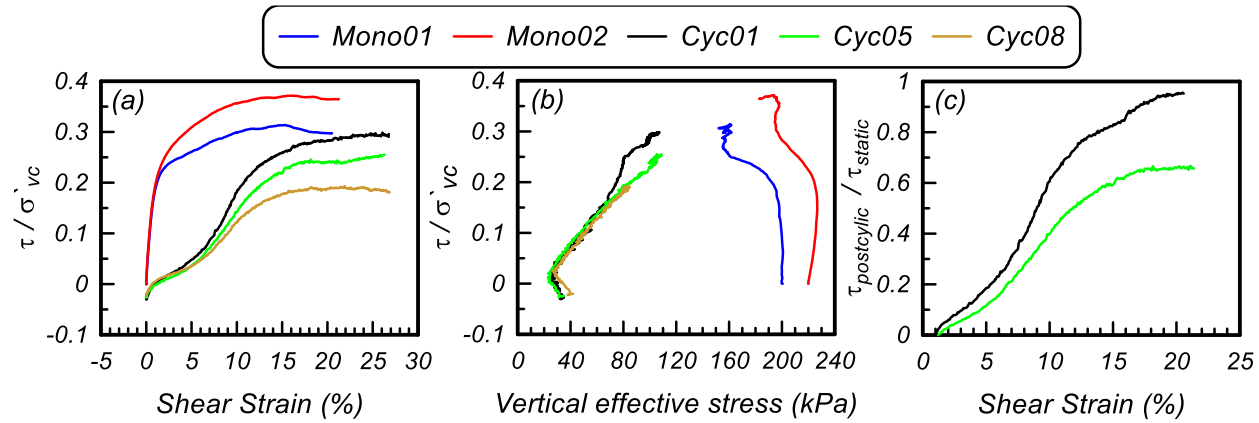 Mono01 Mono02 Cyc01 Cyc05 Cyc08
(a) (b) (c)
τ / σ`vc
0.4
0.3
0.2
0.1
0
-0.1
-5 0 5 10 15 20 25 30
Shear Strain (%)
τ / σ`vc
0.4
0.3
0.2
0.1
0
-0.1
0 40 80 120 160 200 240
Vertical effective stress (kPa)
τpostcylic / τstatic
1
0.8
0.6
0.4
0.2
0
0 5 10 15 20 25
Shear Strain (%)